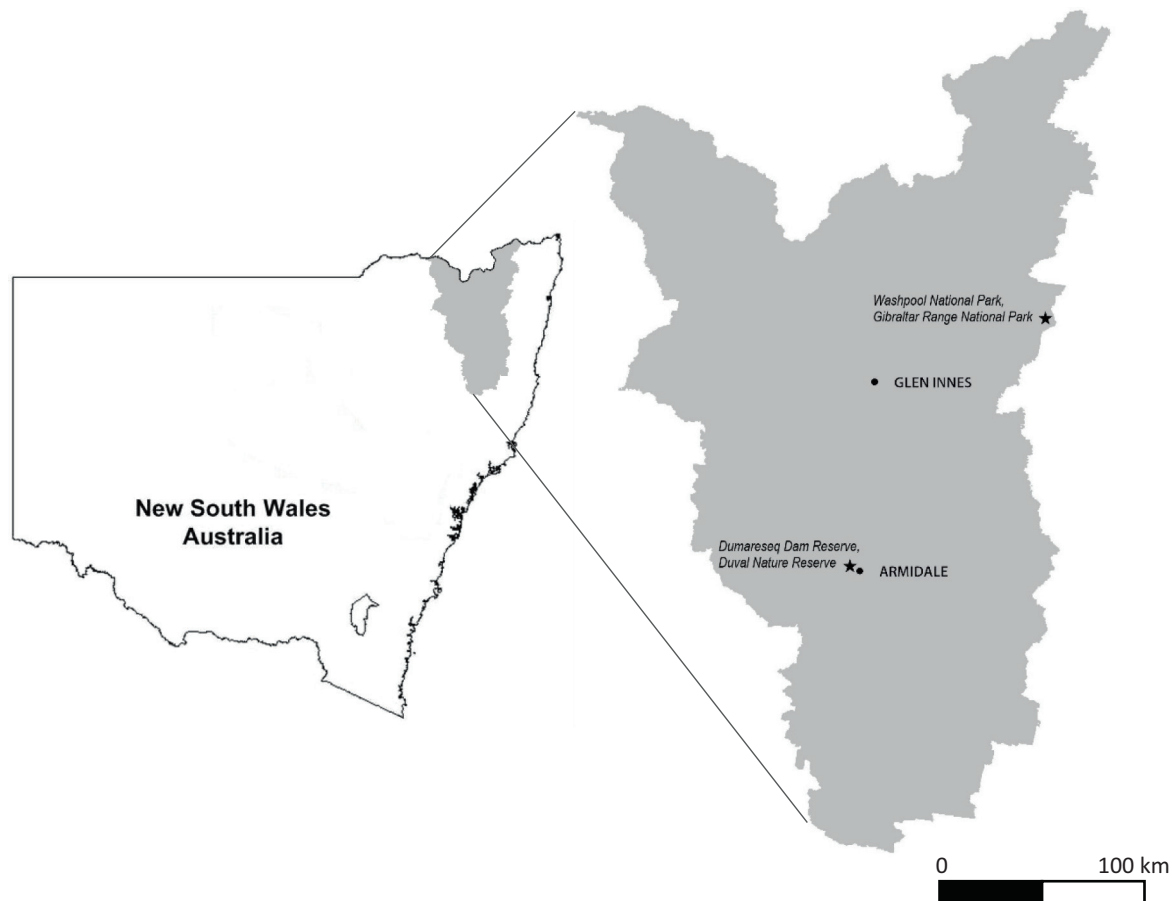 Washpool National Park,
Gibraltar Range National Park
GLEN INNES
New South Wales
Australia
Dumareseq Dam Reserve,
Duval Nature Reserve
ARMIDALE
0 100 km